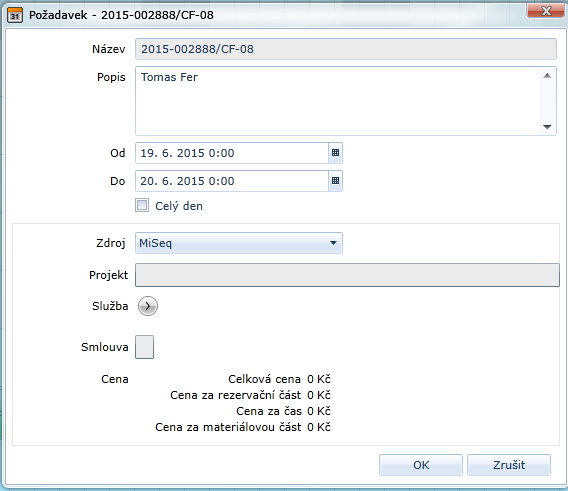 31 Požadavek - 2015-002888/CF-08
Název 2015-002888/CF-08
Popis Tomas Fer
Od 19. 6. 2015 0:00
Do 20. 6. 2015 0:00
Celý den
Zdroj MiSeq
Projekt
Služba
Smlouva
Cena Celková cena 0 Kč
Cena za rezervační část 0 Kč
Cena za čas 0 Kč
Cena za materiálovou část 0 Kč
OK Zrušit